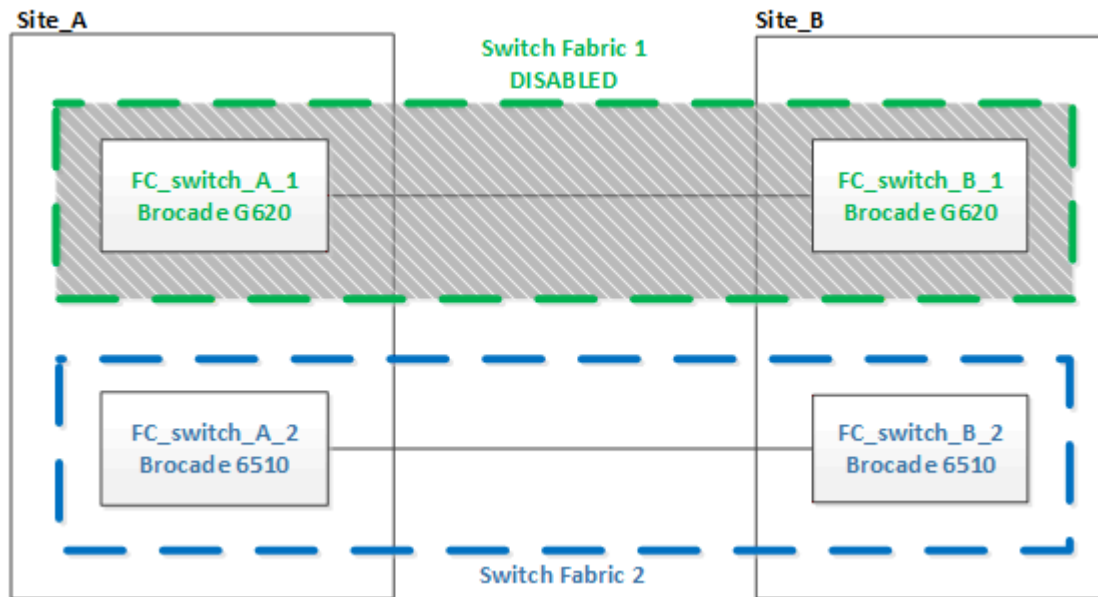 Site_A
Site_B
Switch Fabric 1
DISABLED
FC_switch_A_1
Brocade G620
FC_switch_B_1
Brocade G620
FC_switch_A_2
Brocade 6510
FC_switch_B_2
Brocade 6510
Switch Fabric 2